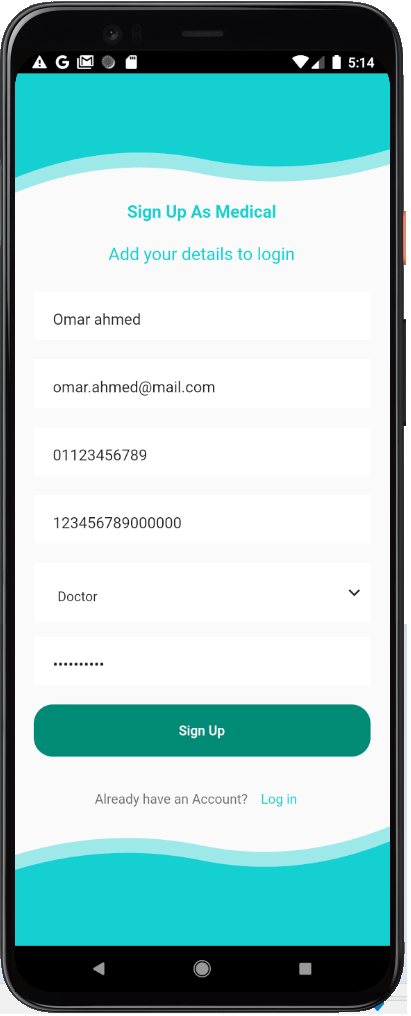 G M 5:14
Sign Up As Medical
Add your details to login
Omar ahmed
omar.ahmed@mail.com
01123456789
123456789000000
Doctor
••••••••••
Sign Up
Already have an Account? Log in